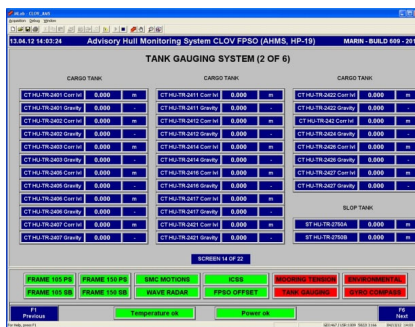 eLab - CLOV_AHM
Acquisition Debug Window
13.04.12 14:03:24 Advisory Hull Monitoring System CLOV FPSO (AHMS, HP-19) MARIN - BUILD 609 - 201
TANK GAUGING SYSTEM (2 OF 6)
CARGO TANK CARGO TANK CARGO TANK
CT HU-TR-2401 Corr lvl 0.000 m CT HU-TR-2411 Corr lvl 0.000 m CT HU-TR-2422 Corr lvl 0.000 m
CT HU-TR-2401 Gravity 0.000 - CT HU-TR-2411 Gravity 0.000 - CT HU-TR-2422 Gravity 0.000 -
CT HU-TR-2402 Corr lvl 0.000 m CT HU-TR-2412 Corr lvl 0.000 m CT HU-TR-242 Corr lvl 0.000 m
CT HU-TR-2402 Gravity 0.000 - CT HU-TR-2412 Gravity 0.000 - CT HU-TR-2424 Gravity 0.000 -
CT HU-TR-2403 Corr lvl 0.000 m CT HU-TR-2414 Corr lvl 0.000 m CT HU-TR-2426 Corr lvl 0.000 m
CT HU-TR-2403 Gravity 0.000 - CT HU-TR-2414 Gravity 0.000 - CT HU-TR-2426 Gravity 0.000 -
CT HU-TR-2405 Corr lvl 0.000 m CT HU-TR-2416 Corr lvl 0.000 m CT HU-TR-2427 Corr lvl 0.000 m
CT HU-TR-2405 Gravity 0.000 - CT HU-TR-2416 Gravity 0.000 - CT HU-TR-2427 Gravity 0.000 -
CT HU-TR-2406 Corr lvl 0.000 m CT HU-TR-2417 Corr lvl 0.000 m
CT HU-TR-2406 Gravity 0.000 - CT HU-TR-2417 Gravity 0.000 - SLOP TANK
CT HU-TR-2407 Corr lvl 0.000 m CT HU-TR-2421 Corr lvl 0.000 m ST HU-TR-2750A 0.000 m
CT HU-TR-2407 Gravity 0.000 - CT HU-TR-2421 Gravity 0.000 - ST HU-TR-2750B 0.000 m
SCREEN 14 OF 22
FRAME 105 PS FRAME 150 PS SMC MOTIONS ICSS MOORING TENSION ENVIRONMENTAL
FRAME 105 SB FRAME 150 SB WAVE RADAR FPSO OFFSET TANK GAUGING GYRO COMPASS
F1 Previous Temperature ok Power ok F6 Next
For Help, press F1